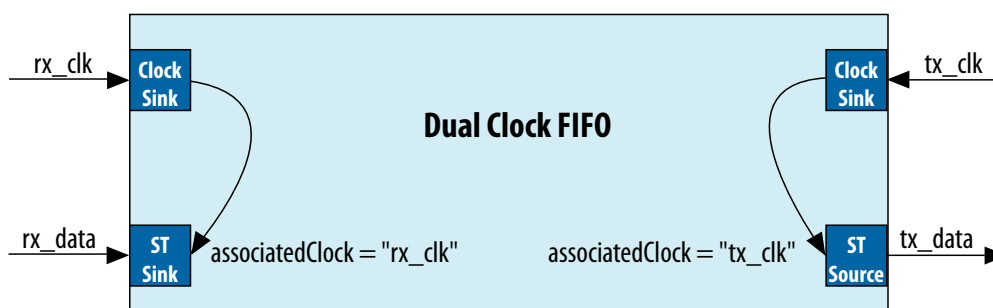 rx_clk
Clock
Sink
Clock
Sink
tx_clk
Dual Clock FIFO
rx_data
ST
Sink
associatedClock = "rx_clk"
associatedClock = "tx_clk"
ST
Source
tx_data